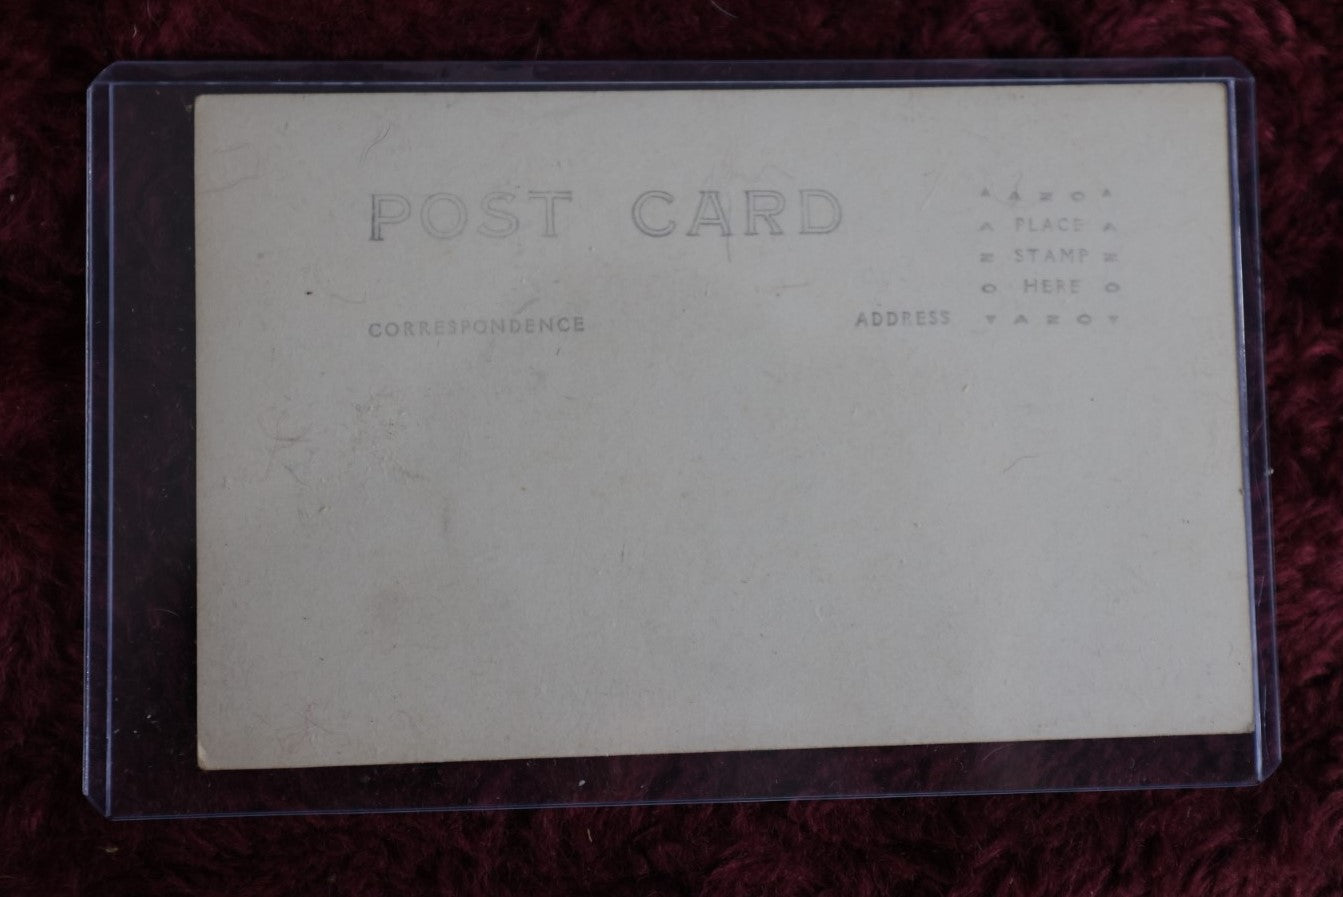 POST CARD
CORRESPONDENCE
ADDRESS
AZO
A PLACE A
Z STAMP Z
O HERE O
AZO